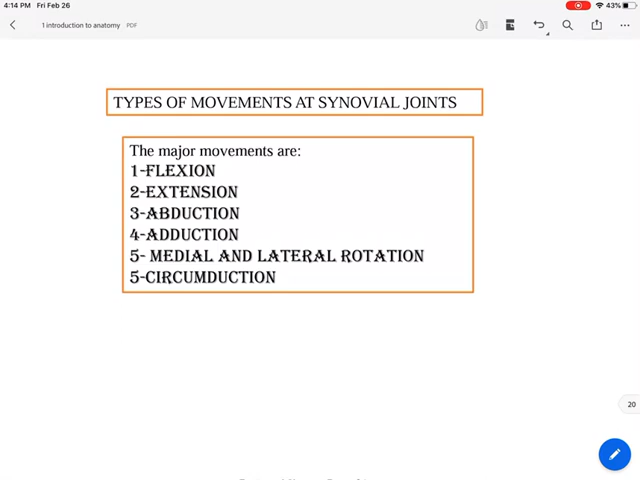 4:14 PM Fri Feb 26
43%
1 introduction to anatomy PDF
TYPES OF MOVEMENTS AT SYNOVIAL JOINTS
The major movements are:
1-FLEXION
2-EXTENSION
3-ABDUCTION
4-ADDUCTION
5- MEDIAL AND LATERAL ROTATION
5-CIRCUMDUCTION
20